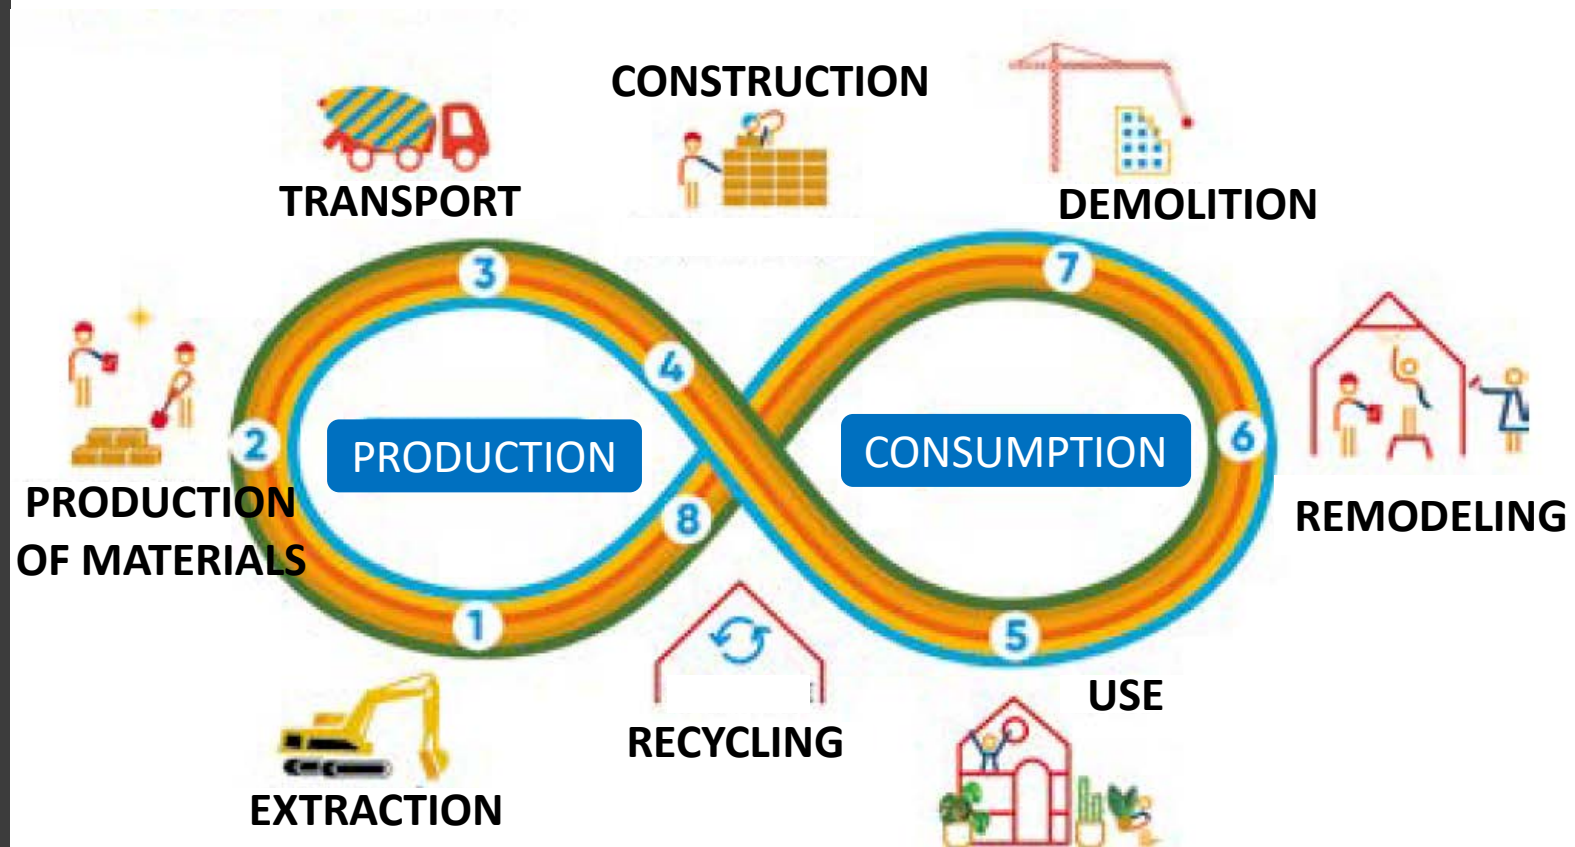 CONSTRUCTION
TRANSPORT
DEMOLITION
3
7
4
PRODUCTION
CONSUMPTION
2
6
PRODUCTION
OF MATERIALS
REMODELING
8
1
5
RECYCLING
USE
EXTRACTION